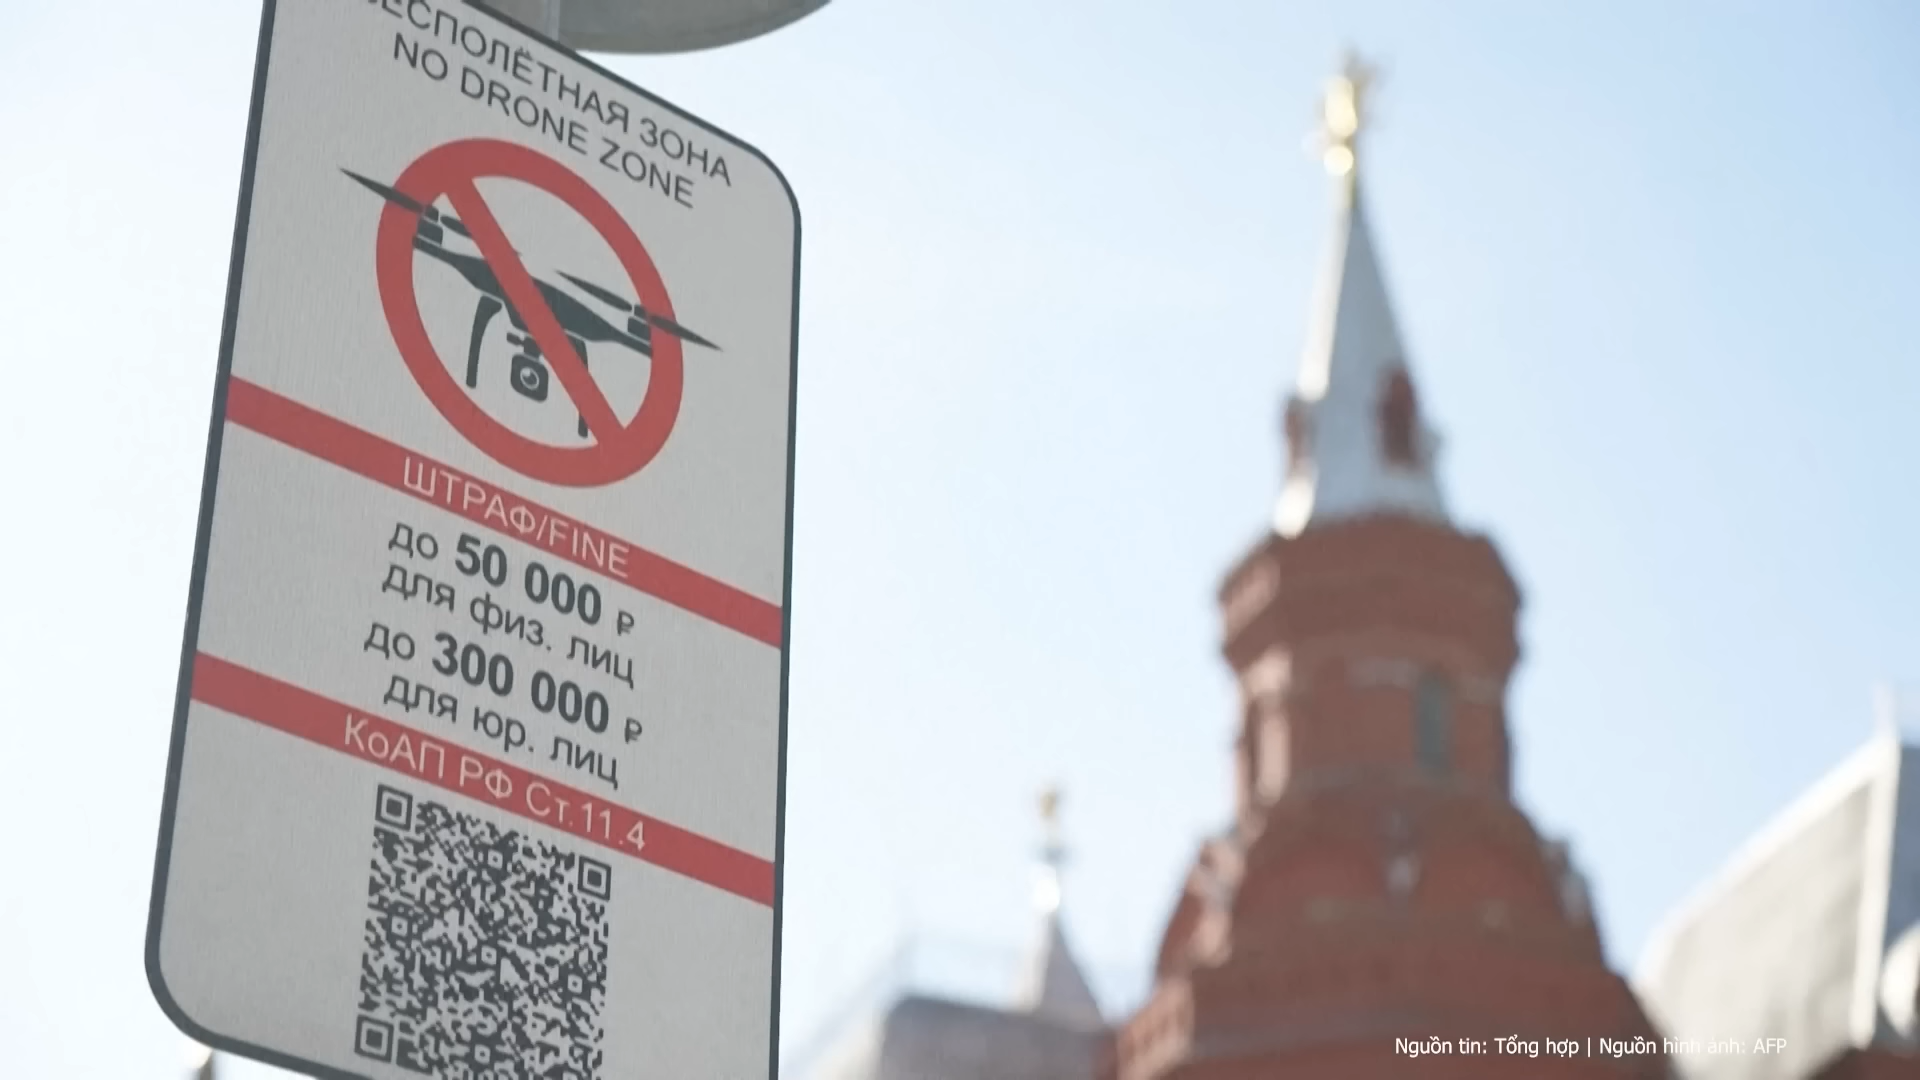 БЕСПОЛЁТНАЯ ЗОНА
NO DRONE ZONE
ШТРАФ/FINE
до 50 000 ₽
для физ. лиц
до 300 000 ₽
для юр. лиц
КоАП РФ Ст.11.4
Nguồn tin: Tổng hợp | Nguồn hình ảnh: AFP